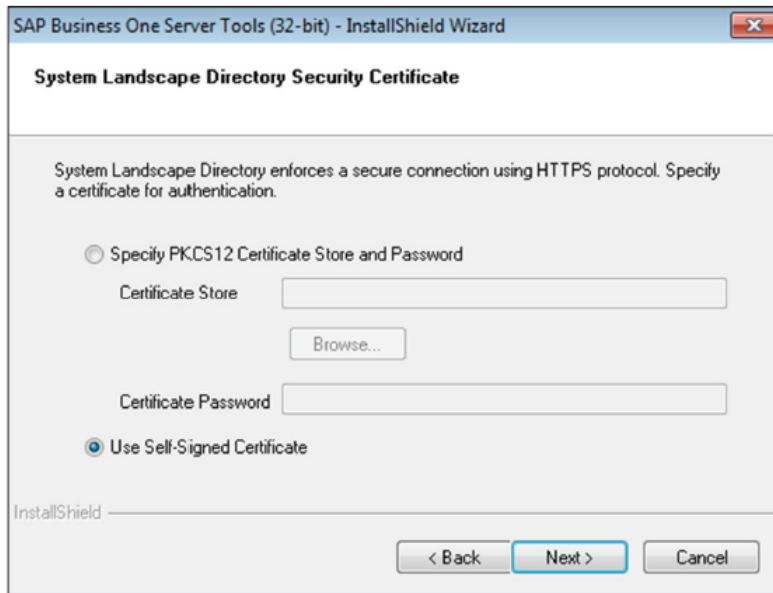 SAP Business One Server Tools (32-bit) - InstallShield Wizard
System Landscape Directory Security Certificate
System Landscape Directory enforces a secure connection using HTTPS protocol. Specify
a certificate for authentication.
Specify PKCS12 Certificate Store and Password
Certificate Store
Browse...
Certificate Password
Use Self-Signed Certificate
InstallShield
< Back Next > Cancel